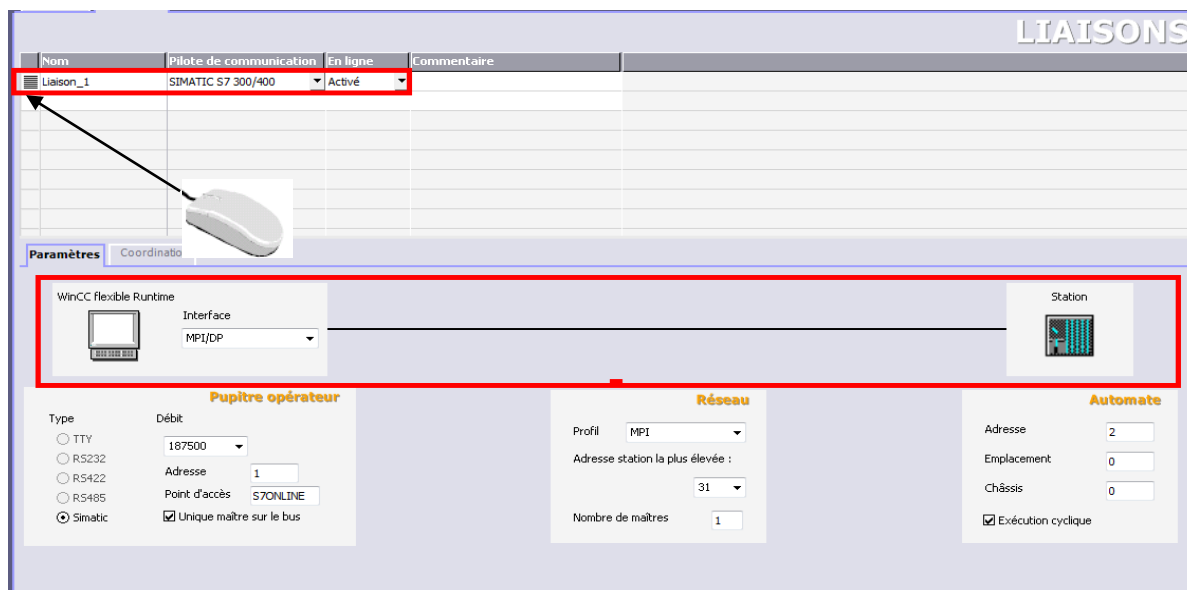 LIAISONS
Nom Pilote de communication En ligne Commentaire
Liaison_1 SIMATIC S7 300/400 Activé
Paramètres Coordinatio
WinCC flexible Runtime
Interface
MPI/DP
Station
Pupitre opérateur
Type Débit
TTY
187500
RS232
Adresse 1
RS422
Point d'accès S7ONLINE
RS485
Simatic Unique maître sur le bus
Réseau
Profil MPI
Adresse station la plus élevée :
31
Nombre de maîtres 1
Automate
Adresse 2
Emplacement 0
Châssis 0
Exécution cyclique